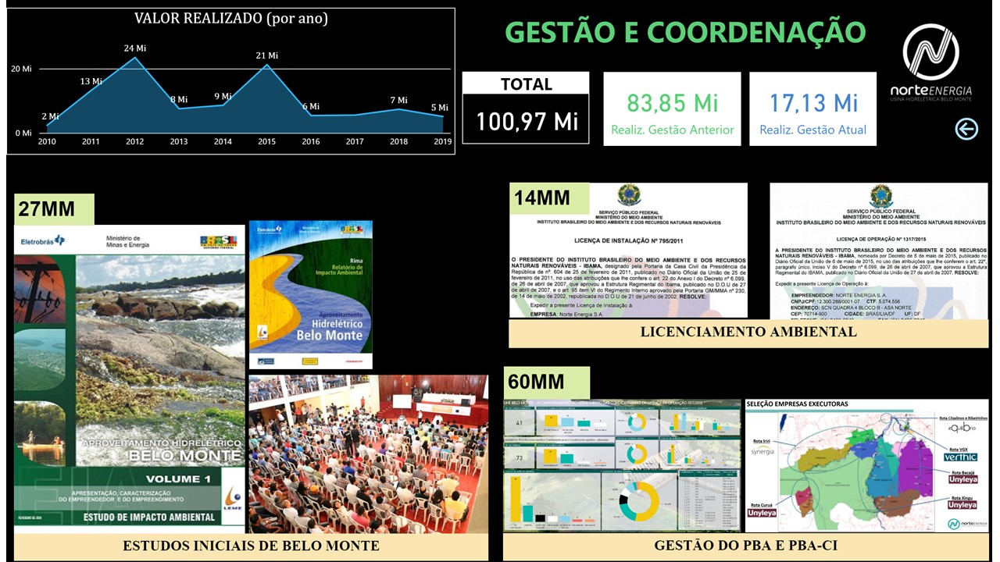 VALOR REALIZADO (por ano)
24 Mi
21 Mi
20 Mi
13 Mi
8 Mi
9 Mi
6 Mi
7 Mi
5 Mi
2 Mi
0 Mi
2010 2011 2012 2013 2014 2015 2016 2017 2018 2019
GESTÃO E COORDENAÇÃO
TOTAL
100,97 Mi
83,85 Mi
Realiz. Gestão Anterior
17,13 Mi
Realiz. Gestão Atual
norteENERGIA
USINA HIDRELÉTRICA BELO MONTE
27MM
Eletrobrás
Ministério de
Minas e Energia
BRASIL
GOVERNO FEDERAL
APROVEITAMENTO HIDRELÉTRICO
BELO MONTE
VOLUME 1
APRESENTAÇÃO, CARACTERIZAÇÃO
DO EMPREENDEDOR E DO EMPREENDIMENTO
ESTUDO DE IMPACTO AMBIENTAL
LEME
Eletrobrás
Rima
Relatório de
Impacto Ambiental
Aproveitamento
Hidrelétrico
Belo Monte
LEME
ESTUDOS INICIAIS DE BELO MONTE
14MM
SERVIÇO PÚBLICO FEDERAL
MINISTÉRIO DO MEIO AMBIENTE
INSTITUTO BRASILEIRO DO MEIO AMBIENTE E DOS RECURSOS NATURAIS RENOVÁVEIS
LICENÇA DE INSTALAÇÃO Nº 795/2011
O PRESIDENTE DO INSTITUTO BRASILEIRO DO MEIO AMBIENTE E DOS RECURSOS
NATURAIS RENOVÁVEIS - IBAMA, designado pela Portaria da Casa Civil da Presidência da
República de nº. 604 de 25 de fevereiro de 2011, publicado no Diário Oficial da União de 25 de
fevereiro de 2011, no uso das atribuições que lhe confere o art. 22 do Anexo I do Decreto nº 6.099,
de 26 de abril de 2007, que aprovou a Estrutura Regimental do Ibama, publicado no D.O.U de 27
de abril de 2007, e o art. 95 item VI do Regimento Interno aprovado pela Portaria GM/MMA nº 230,
de 14 de maio de 2002, republicada no D.O.U de 21 de junho de 2002, RESOLVE:
Expedir a presente Licença de Instalação à:
EMPRESA: Norte Energia S.A.
SERVIÇO PÚBLICO FEDERAL
MINISTÉRIO DO MEIO AMBIENTE
INSTITUTO BRASILEIRO DO MEIO AMBIENTE E DOS RECURSOS NATURAIS RENOVÁVEIS
LICENÇA DE OPERAÇÃO Nº 1317/2015
A PRESIDENTE DO INSTITUTO BRASILEIRO DO MEIO AMBIENTE E DOS RECURSOS
NATURAIS RENOVÁVEIS - IBAMA, nomeada por Decreto de 5 de maio de 2015, publicado no
Diário Oficial da União de 6 de maio de 2015, no uso das atribuições que lhe conferem o art. 22º,
parágrafo único, inciso V do Decreto nº 6.099, de 26 de abril de 2007, que aprovou a Estrutura
Regimental do IBAMA, publicado no Diário Oficial da União de 27 de abril de 2007, RESOLVE:
Expedir a presente Licença de Operação à:
EMPREENDEDOR: NORTE ENERGIA S.A.
CNPJ/CPF:12.300.288/0001-07 CTF: 5.074.556
ENDEREÇO: SCN QUADRA 4 BLOCO B - ASA NORTE
CEP: 70714-900 CIDADE: BRASILIA/DF UF: DF
LICENCIAMENTO AMBIENTAL
60MM
41
73
SELEÇÃO EMPRESAS EXECUTORAS
Rota Citadinos e Ribeirinhos
equilibrio
Rota Iriri
synergia
Rota VGX
verthic
Rota Bacajá
Unyleya
Rota Xingu
Unyleya
Rota Curuá
Unyleya
norteENERGIA
GESTÃO DO PBA E PBA-CI